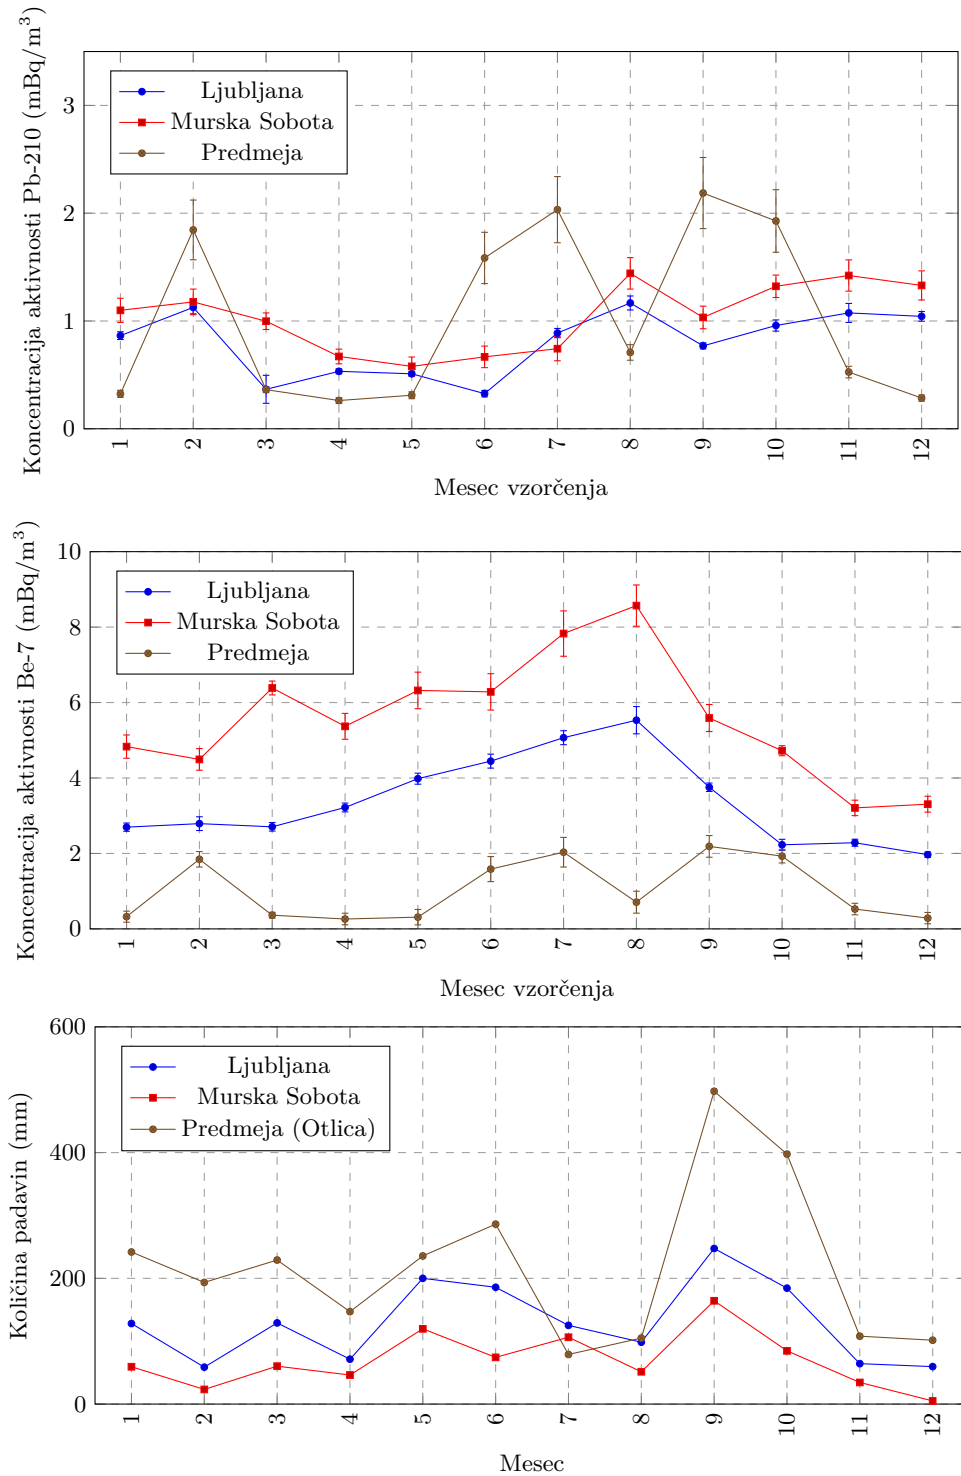 Koncentracija aktivnosti Pb-210 (mBq/m³)
3
2
1
0
Ljubljana
Murska Sobota
Predmeja
1 2 3 4 5 6 7 8 9 10 11 12
Mesec vzorčenja
Koncentracija aktivnosti Be-7 (mBq/m³)
10
8
6
4
2
0
Ljubljana
Murska Sobota
Predmeja
1 2 3 4 5 6 7 8 9 10 11 12
Mesec vzorčenja
Količina padavin (mm)
600
400
200
0
Ljubljana
Murska Sobota
Predmeja (Otlica)
1 2 3 4 5 6 7 8 9 10 11 12
Mesec